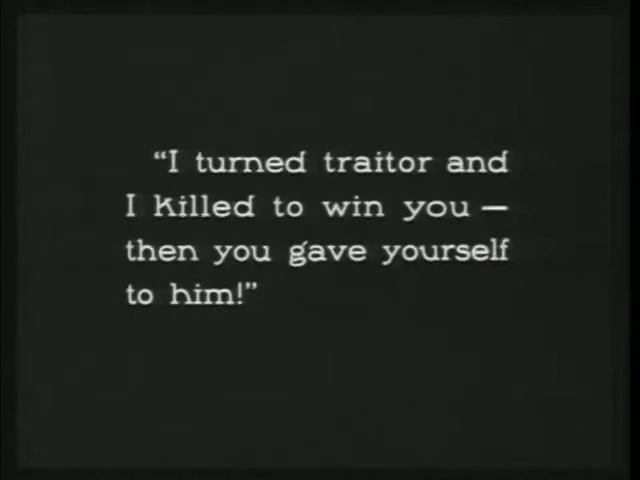 “I turned traitor and
I killed to win you —
then you gave yourself
to him!”